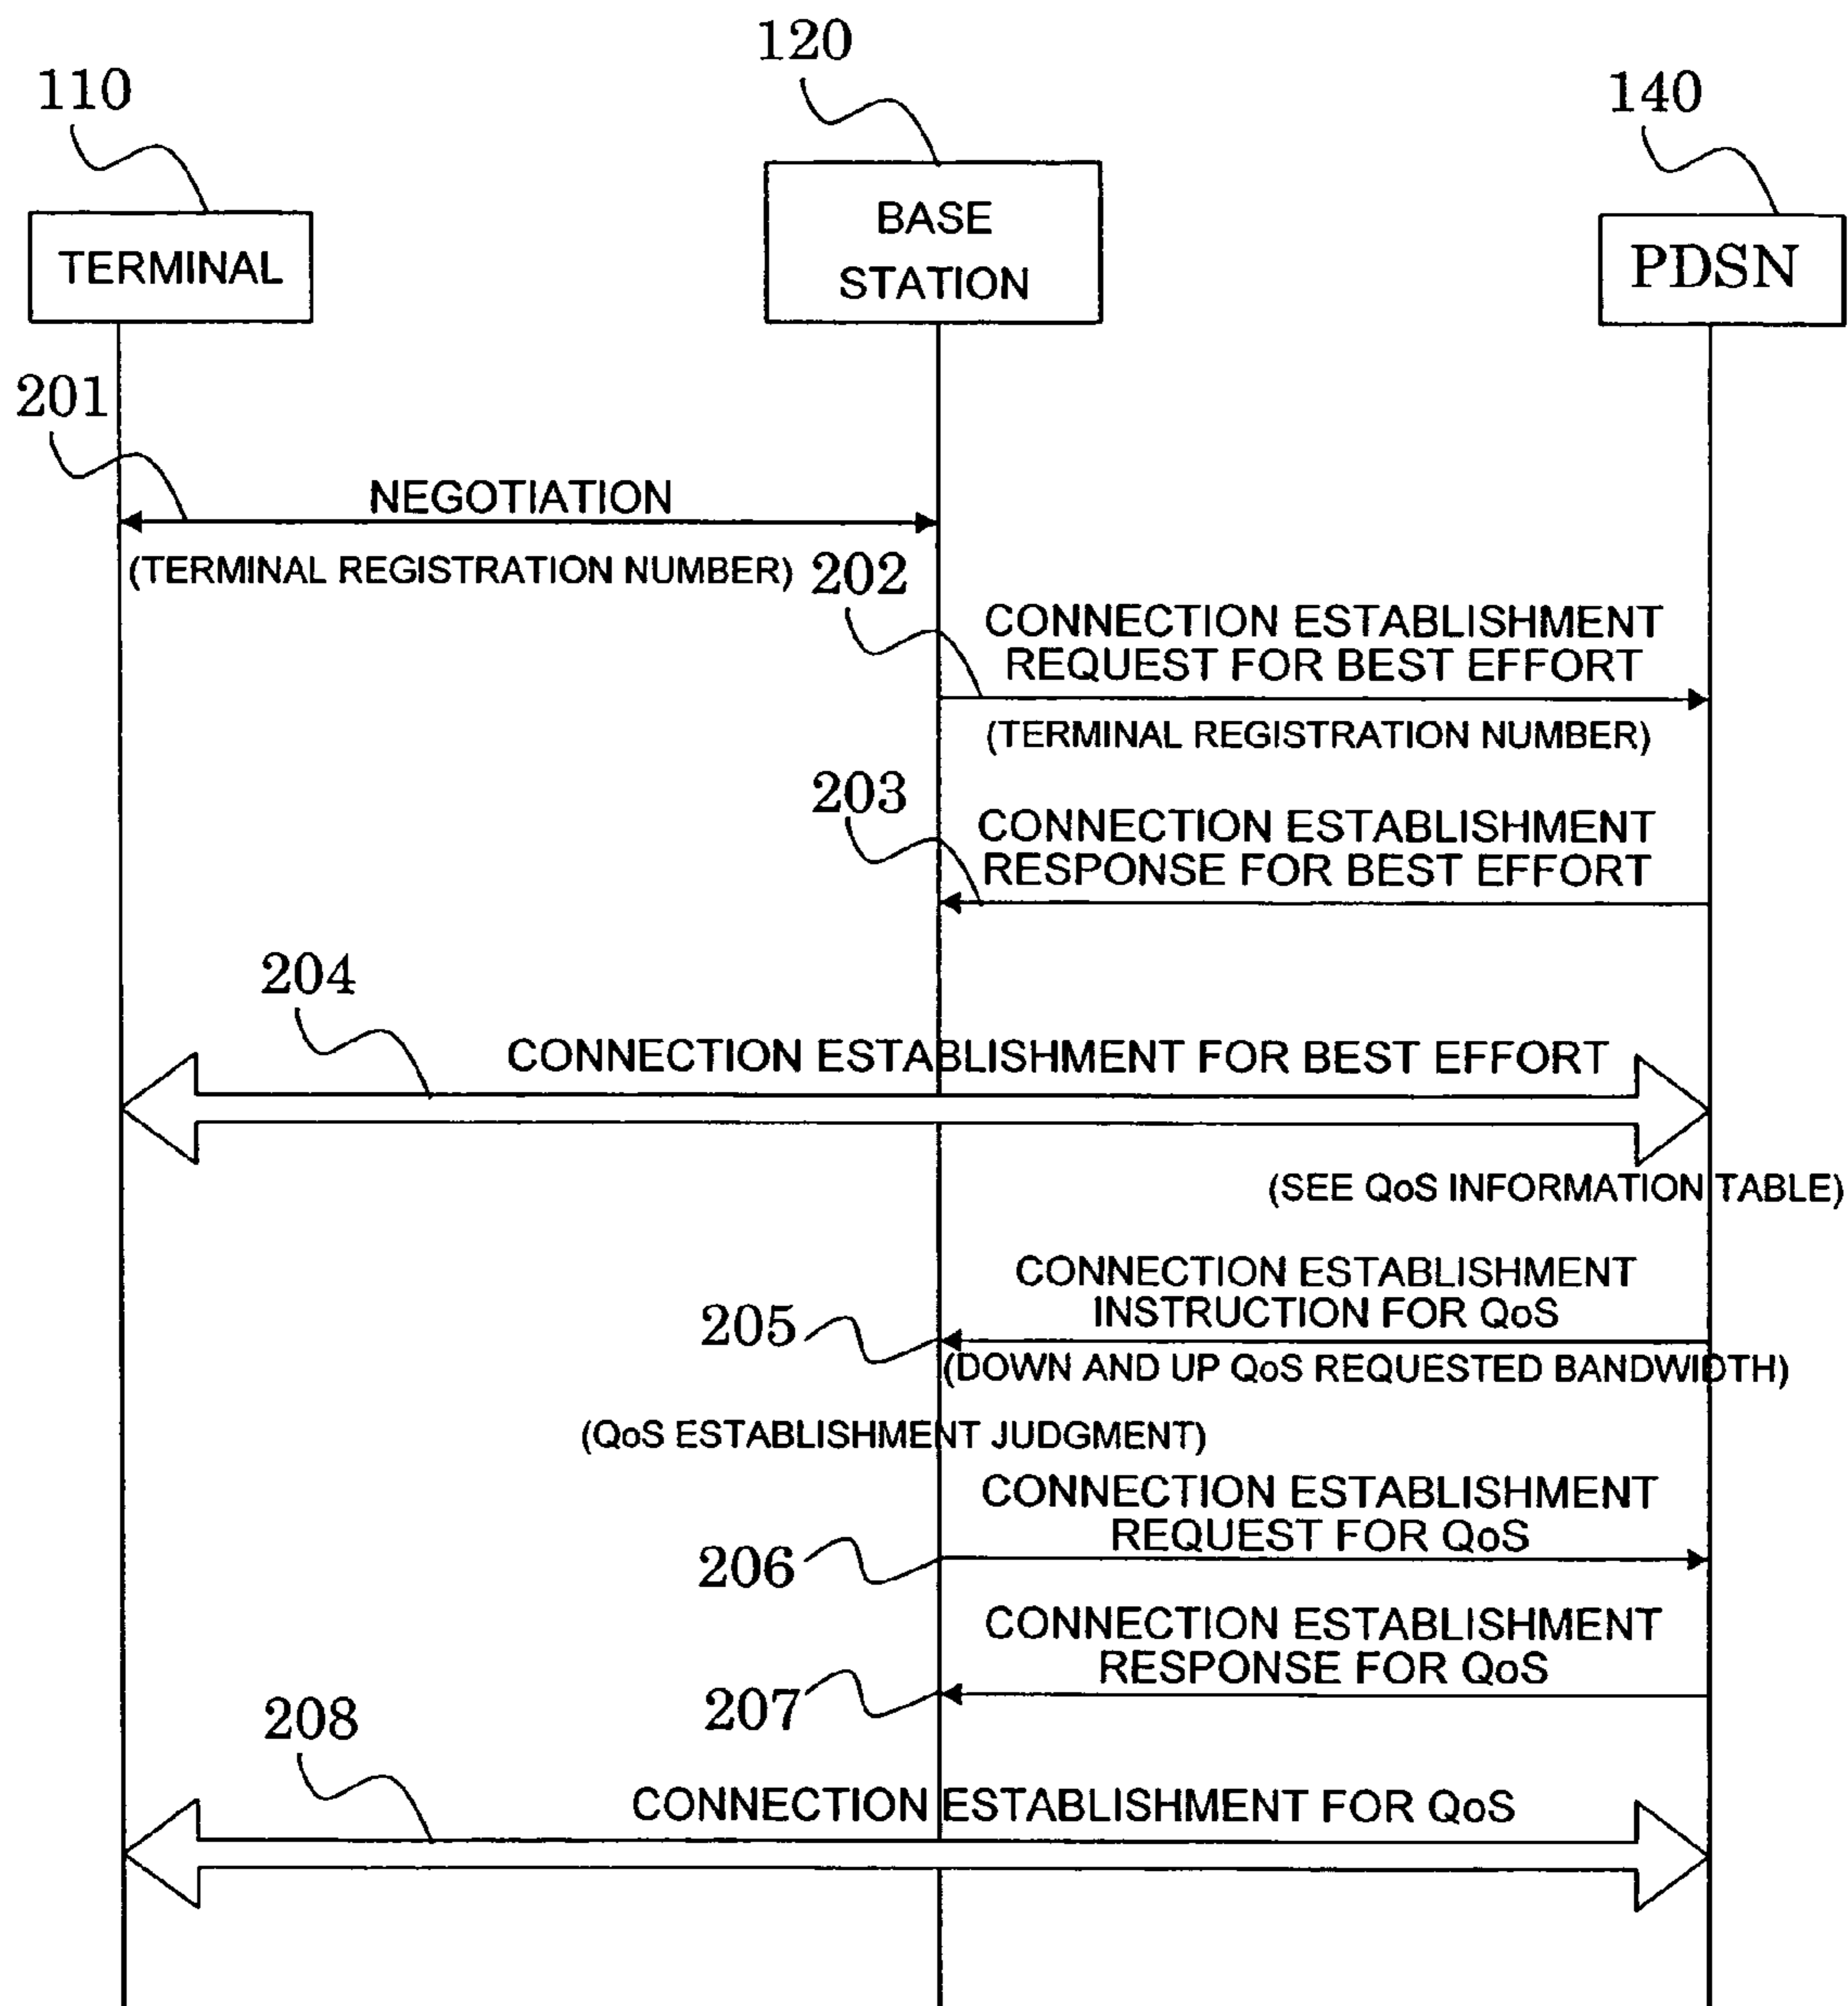 120
110
140
BASE
STATION
TERMINAL
PDSN
201
NEGOTIATION
(TERMINAL REGISTRATION NUMBER)
202
CONNECTION ESTABLISHMENT
REQUEST FOR BEST EFFORT
(TERMINAL REGISTRATION NUMBER)
203
CONNECTION ESTABLISHMENT
RESPONSE FOR BEST EFFORT
204
CONNECTION ESTABLISHMENT FOR BEST EFFORT
(SEE QoS INFORMATION TABLE)
CONNECTION ESTABLISHMENT
INSTRUCTION FOR QoS
205
(DOWN AND UP QoS REQUESTED BANDWIDTH)
(QoS ESTABLISHMENT JUDGMENT)
CONNECTION ESTABLISHMENT
REQUEST FOR QoS
206
CONNECTION ESTABLISHMENT
RESPONSE FOR QoS
207
208
CONNECTION ESTABLISHMENT FOR QoS